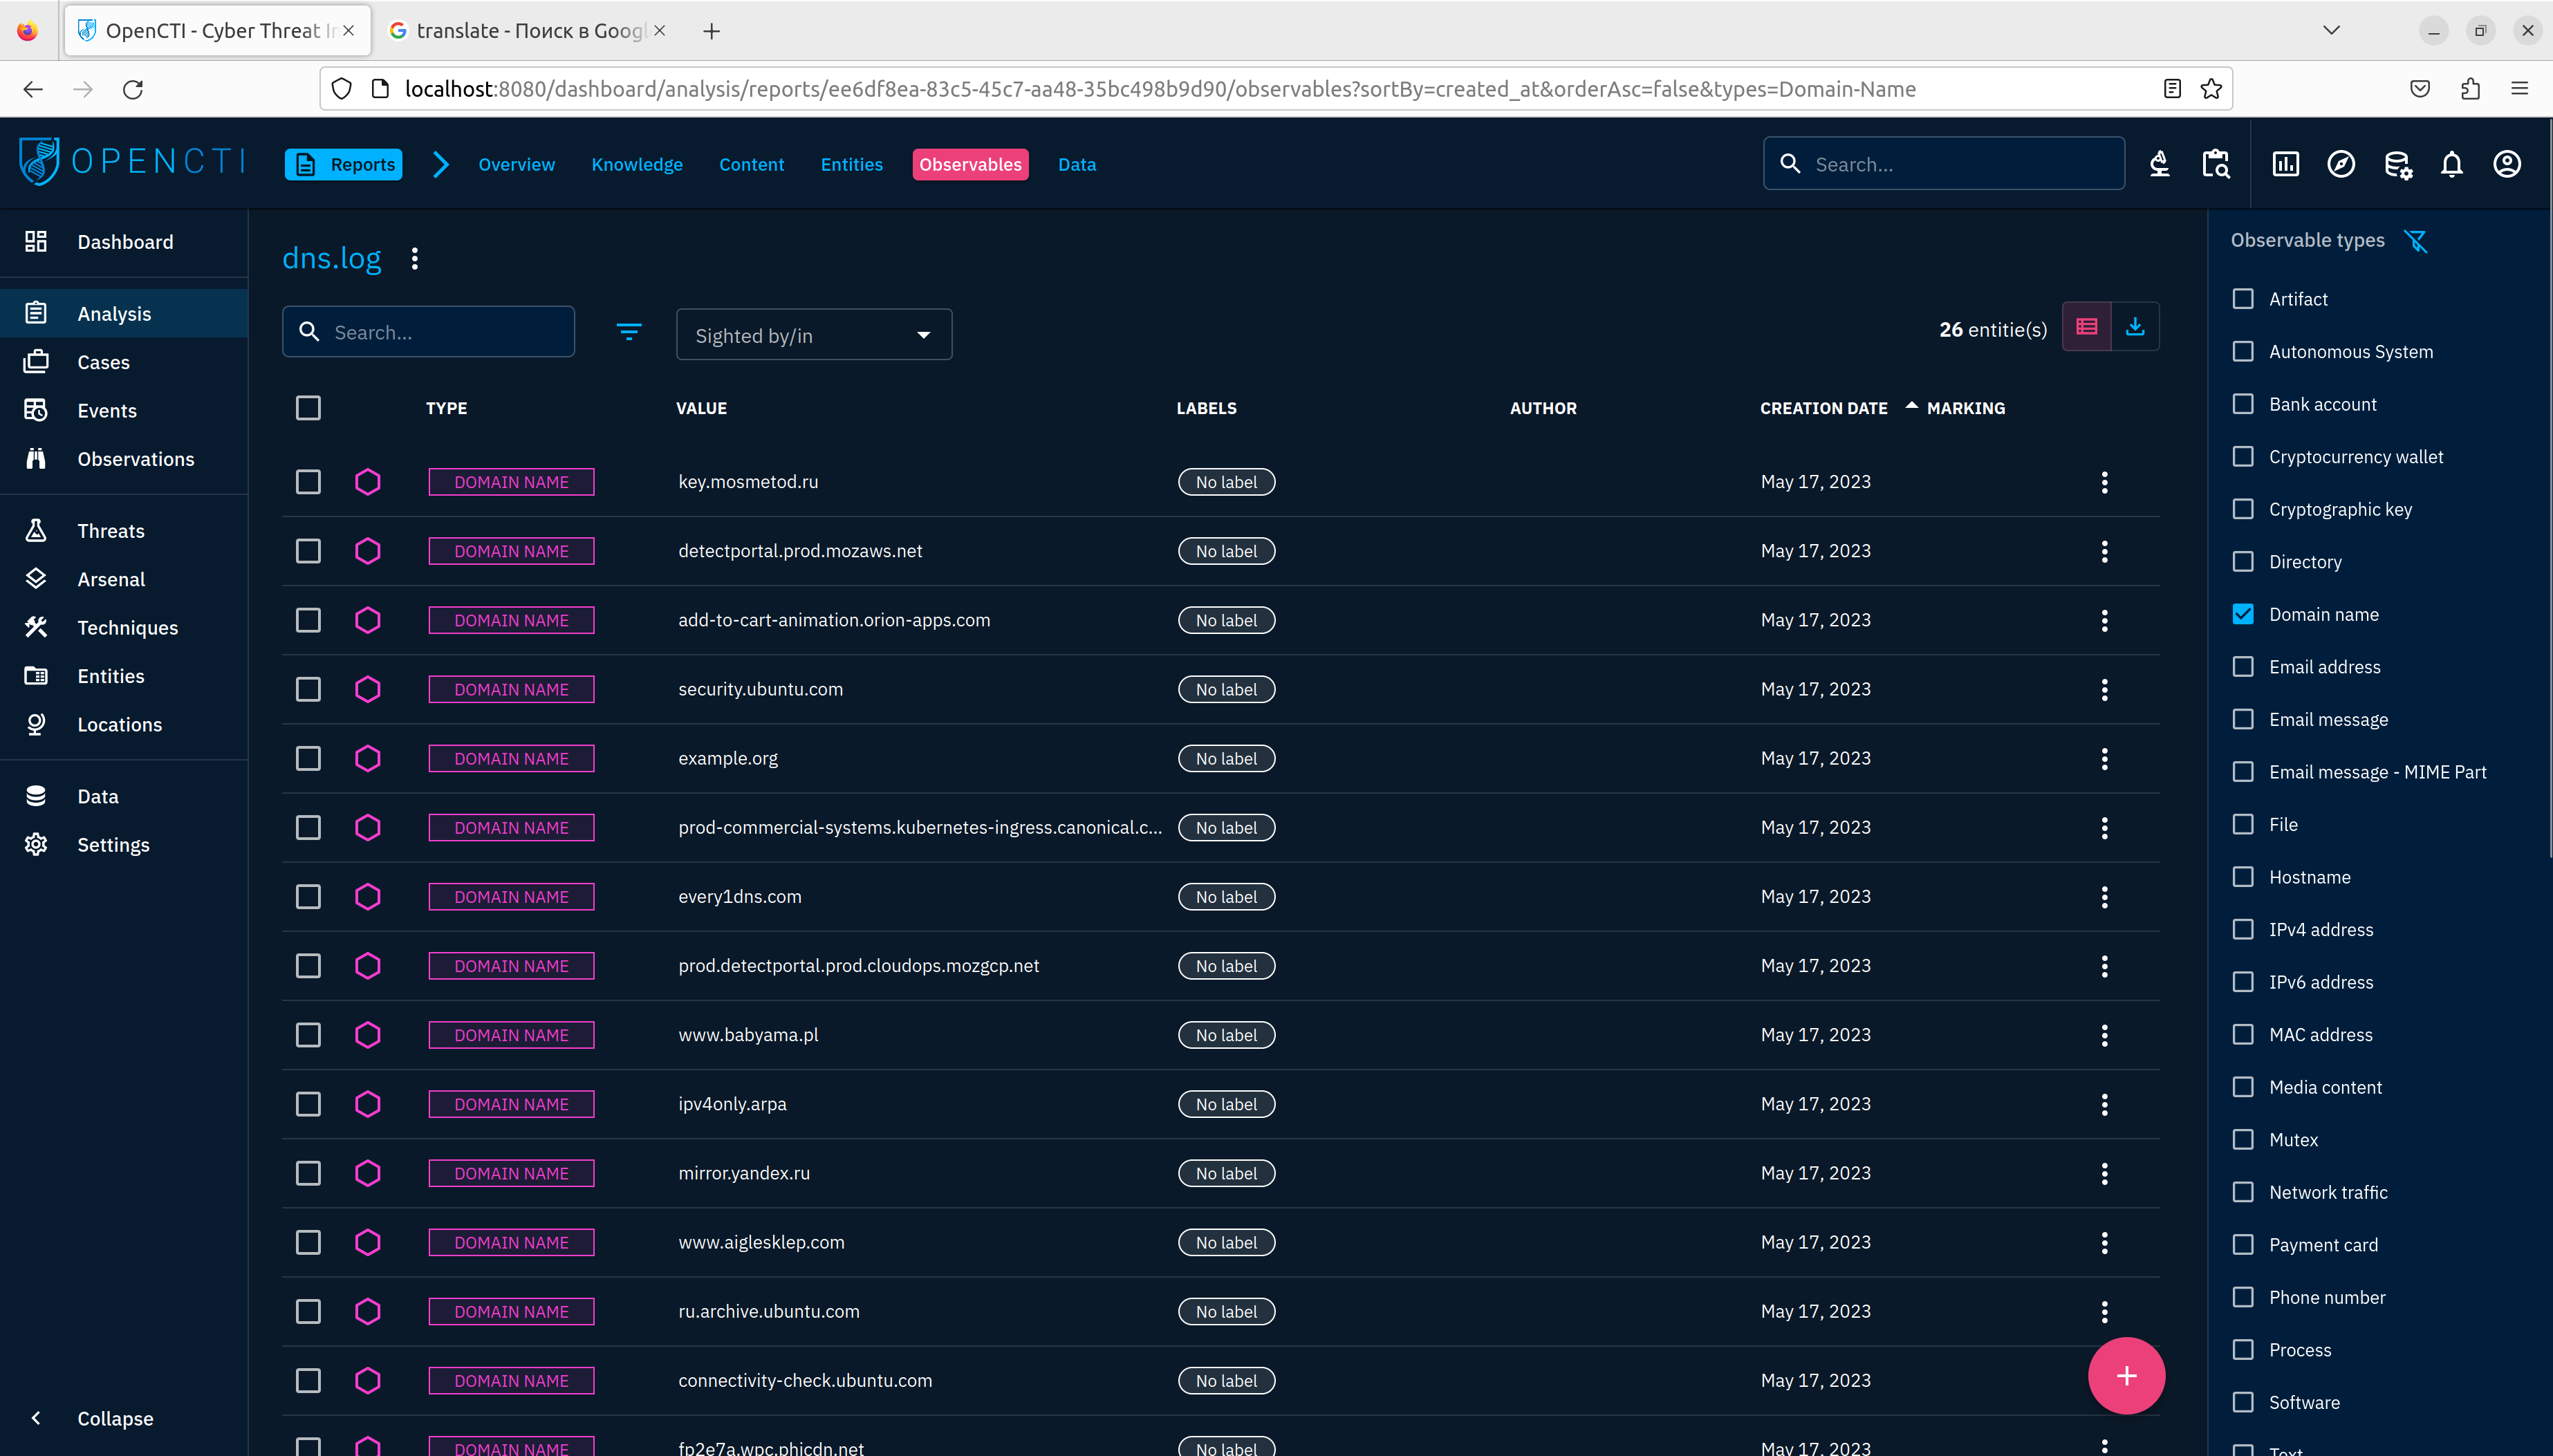 OpenCTI - Cyber Threat In
translate - Поиск в Googl
localhost:8080/dashboard/analysis/reports/ee6df8ea-83c5-45c7-aa48-35bc498b9d90/observables?sortBy=created_at&orderAsc=false&types=Domain-Name
OPENCTI
Reports
Overview
Knowledge
Content
Entities
Observables
Data
Search...
Dashboard
Analysis
Cases
Events
Observations
Threats
Arsenal
Techniques
Entities
Locations
Data
Settings
Collapse
dns.log
Search...
Sighted by/in
26 entitie(s)
TYPE VALUE LABELS AUTHOR CREATION DATE MARKING
DOMAIN NAME key.mosmetod.ru No label May 17, 2023
DOMAIN NAME detectportal.prod.mozaws.net No label May 17, 2023
DOMAIN NAME add-to-cart-animation.orion-apps.com No label May 17, 2023
DOMAIN NAME security.ubuntu.com No label May 17, 2023
DOMAIN NAME example.org No label May 17, 2023
DOMAIN NAME prod-commercial-systems.kubernetes-ingress.canonical.c... No label May 17, 2023
DOMAIN NAME every1dns.com No label May 17, 2023
DOMAIN NAME prod.detectportal.prod.cloudops.mozgcp.net No label May 17, 2023
DOMAIN NAME www.babyama.pl No label May 17, 2023
DOMAIN NAME ipv4only.arpa No label May 17, 2023
DOMAIN NAME mirror.yandex.ru No label May 17, 2023
DOMAIN NAME www.aiglesklep.com No label May 17, 2023
DOMAIN NAME ru.archive.ubuntu.com No label May 17, 2023
DOMAIN NAME connectivity-check.ubuntu.com No label May 17, 2023
DOMAIN NAME fp2e7a.wpc.phicdn.net No label May 17, 2023
Observable types
Artifact
Autonomous System
Bank account
Cryptocurrency wallet
Cryptographic key
Directory
Domain name
Email address
Email message
Email message - MIME Part
File
Hostname
IPv4 address
IPv6 address
MAC address
Media content
Mutex
Network traffic
Payment card
Phone number
Process
Software
Text